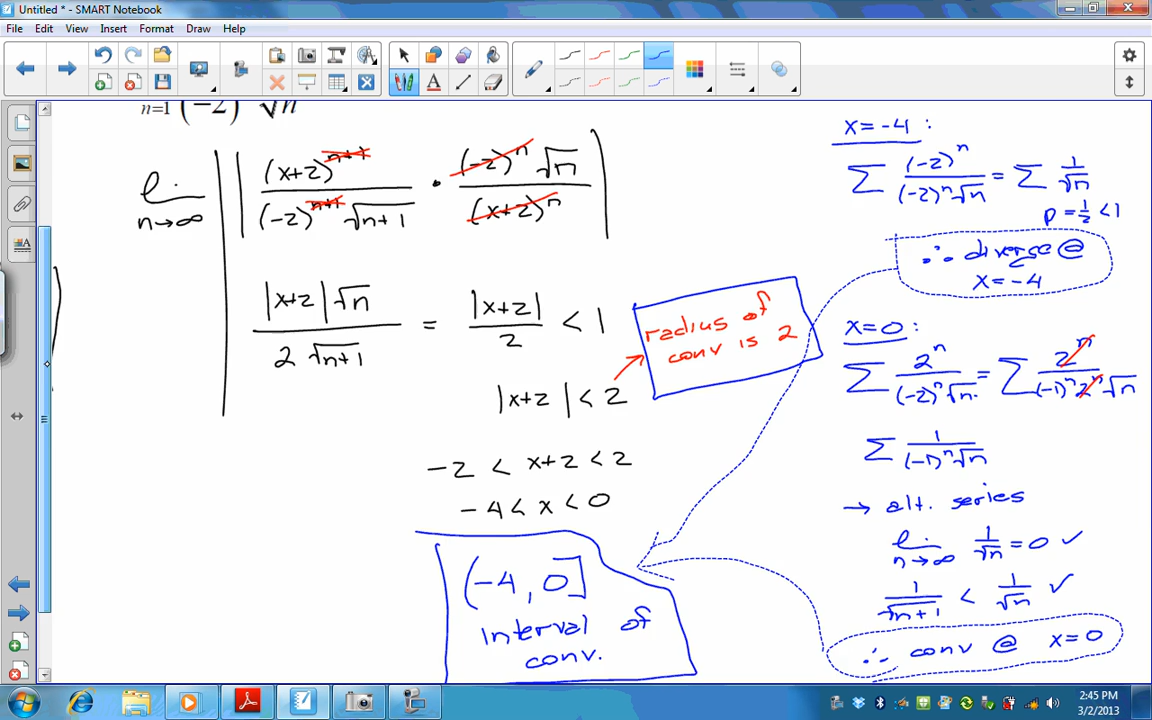 Untitled * - SMART Notebook
File Edit View Insert Format Draw Help
n=1 (−2) √n
lim n→∞ | (x+2)^(n+1) / ((−2)^(n+1) √(n+1)) · (−2)^n √n / (x+2)^n |
|x+2| √n / (2 √(n+1)) = |x+2| / 2 < 1
radius of
conv is 2
|x+2| < 2
−2 < x+2 < 2
−4 < x < 0
(−4, 0]
interval of
conv.
x = −4 :
∑ (−2)^n / ((−2)^n √n) = ∑ 1/√n
p = 1/2 < 1
∴ diverse @
x = −4
x = 0 :
∑ 2^n / ((−2)^n √n) = ∑ 2^n / ((−1)^n 2^n √n)
∑ 1 / ((−1)^n √n)
→ alt. series
lim n→∞ 1/√n = 0 ✓
1/√(n+1) < 1/√n ✓
∴ conv @ x = 0
2:45 PM
3/2/2013